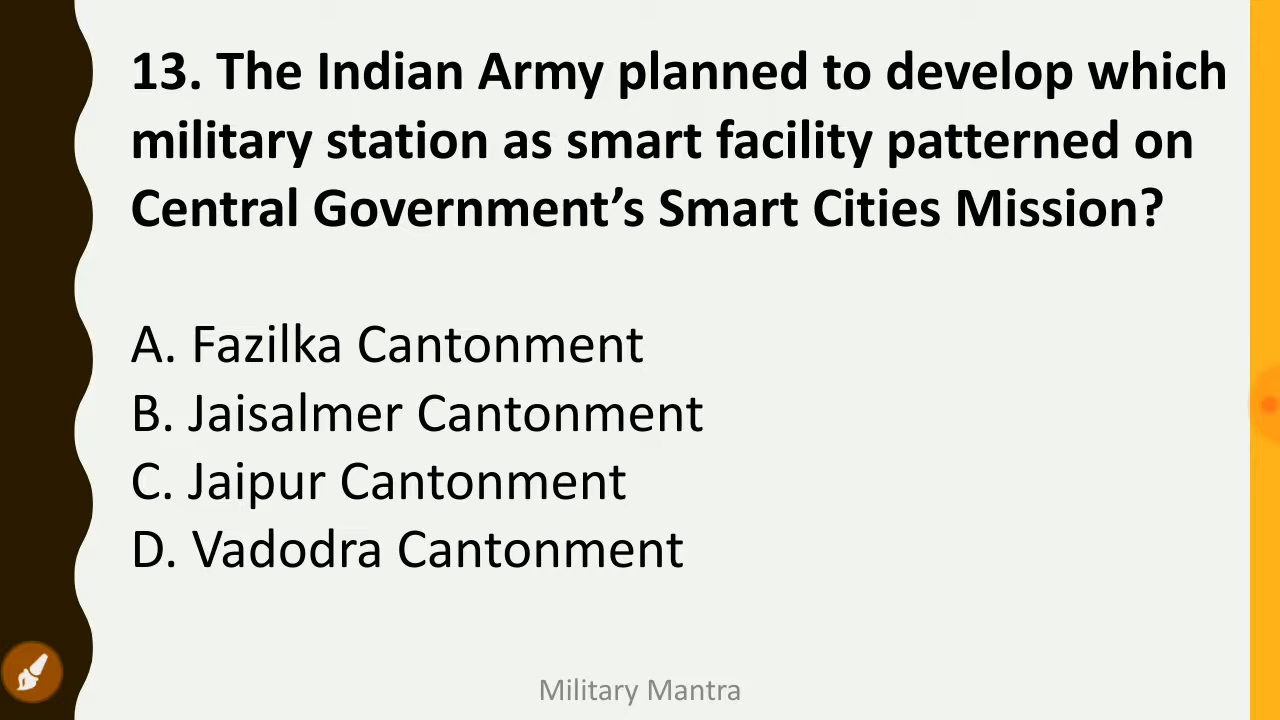 13. The Indian Army planned to develop which
military station as smart facility patterned on
Central Government’s Smart Cities Mission?
A. Fazilka Cantonment
B. Jaisalmer Cantonment
C. Jaipur Cantonment
D. Vadodra Cantonment
Military Mantra